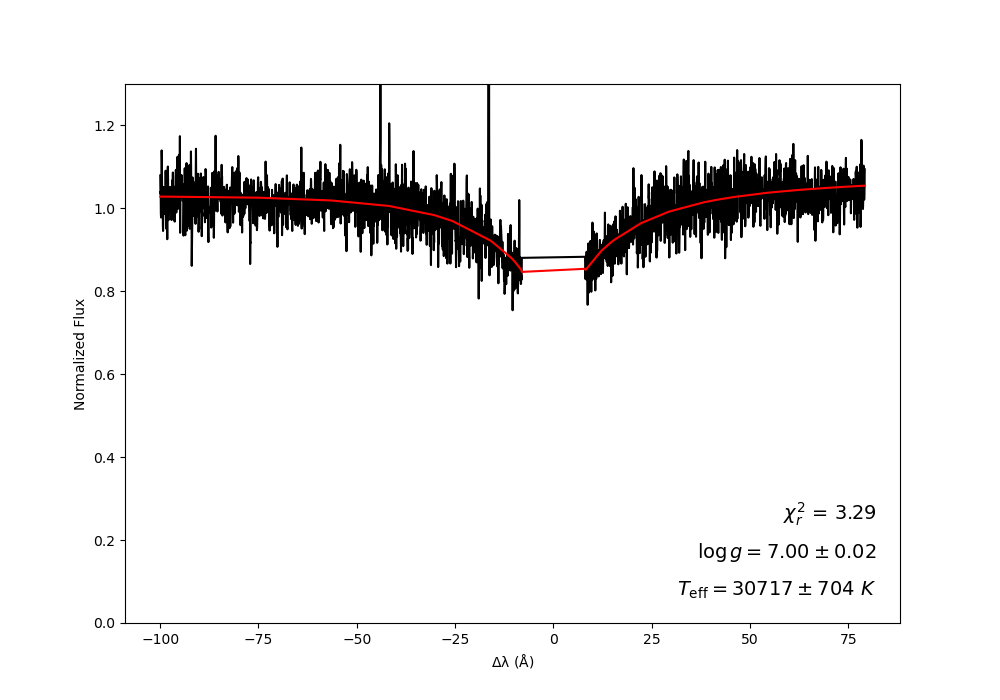 1.2
1.0
0.8
0.6
0.4
0.2
0.0
Normalized Flux
χ²ᵣ = 3.29
log g = 7.00 ± 0.02
T_eff = 30717 ± 704 K
−100 −75 −50 −25 0 25 50 75
Δλ (Å)